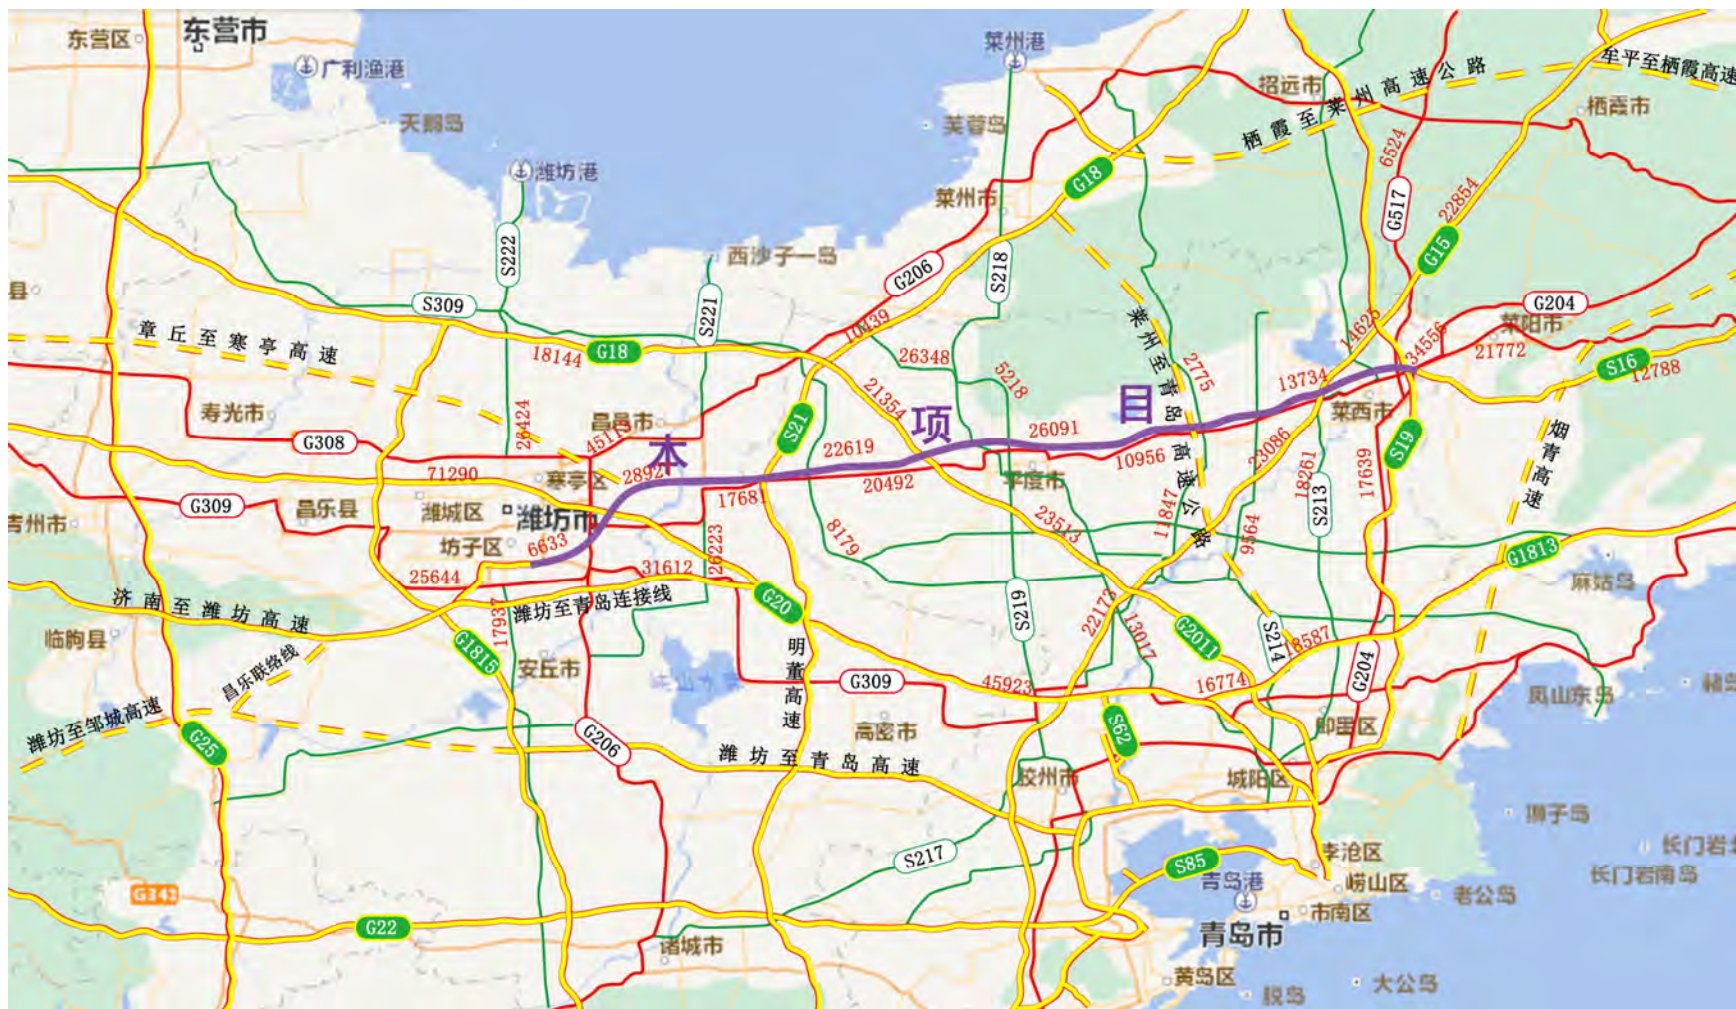 东营市
东营区
广利渔港
天鹅岛
潍坊港
莱州港
芙蓉岛
莱州市
招远市
栖霞市
牟平至栖霞高速
栖霞至莱州高速公路
西沙子一岛
县
章丘至寒亭高速
寿光市
昌邑市
寒亭区
潍坊市
潍城区
坊子区
昌乐县
青州市
临朐县
安丘市
济南至潍坊高速
潍坊至青岛连接线
昌乐联络线
潍坊至邹城高速
潍坊至青岛高速
明董高速
本项目
莱州至青岛高速公路
平度市
莱西市
莱阳市
烟青高速
高密市
胶州市
即墨区
城阳区
李沧区
崂山区
市南区
青岛港
青岛市
黄岛区
诸城市
麻姑岛
凤山东岛
狮子岛
长门岩南岛
老公岛
大公岛
G18
G18
G15
G517
G204
G204
G206
G206
G308
G309
G309
G20
G2011
G1813
G1815
G25
G22
G341
S16
S19
S21
S62
S85
S309
S222
S221
S218
S219
S213
S214
S217
6524
22854
14625
34556
21772
12788
13734
10439
26348
5218
2775
18144
21354
26424
71290
2892
22619
26091
17681
20492
10956
23086
18261
17639
6633
25644
31612
26223
8179
23513
11847
9564
22173
13017
18587
16774
45923